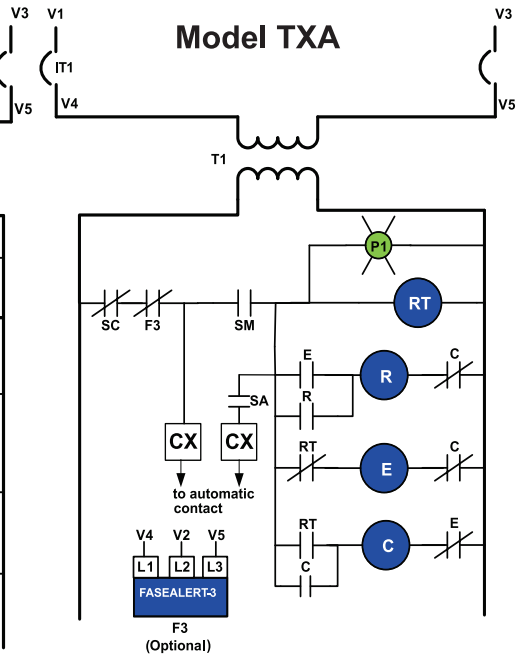 V3 V1 Model TXA V3
IT1
V5 V4 V5
T1
P1
RT
SC F3 SM
E C
R
SA R
CX CX RT C
E
to automatic
contact
RT E
V4 V2 V5
C
L1 L2 L3 C
FASEALERT-3
F3
(Optional)